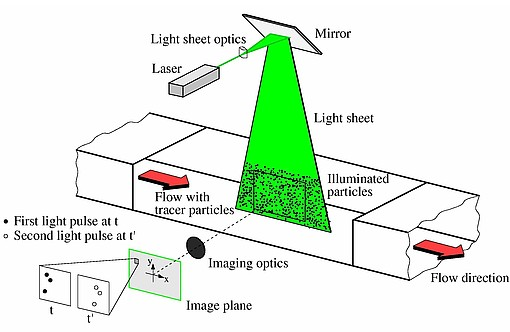 Mirror
Light sheet optics
Laser
Light sheet
Illuminated
particles
Flow with
tracer particles
First light pulse at t
Second light pulse at t'
Imaging optics
Flow direction
y
x
Image plane
t
t'